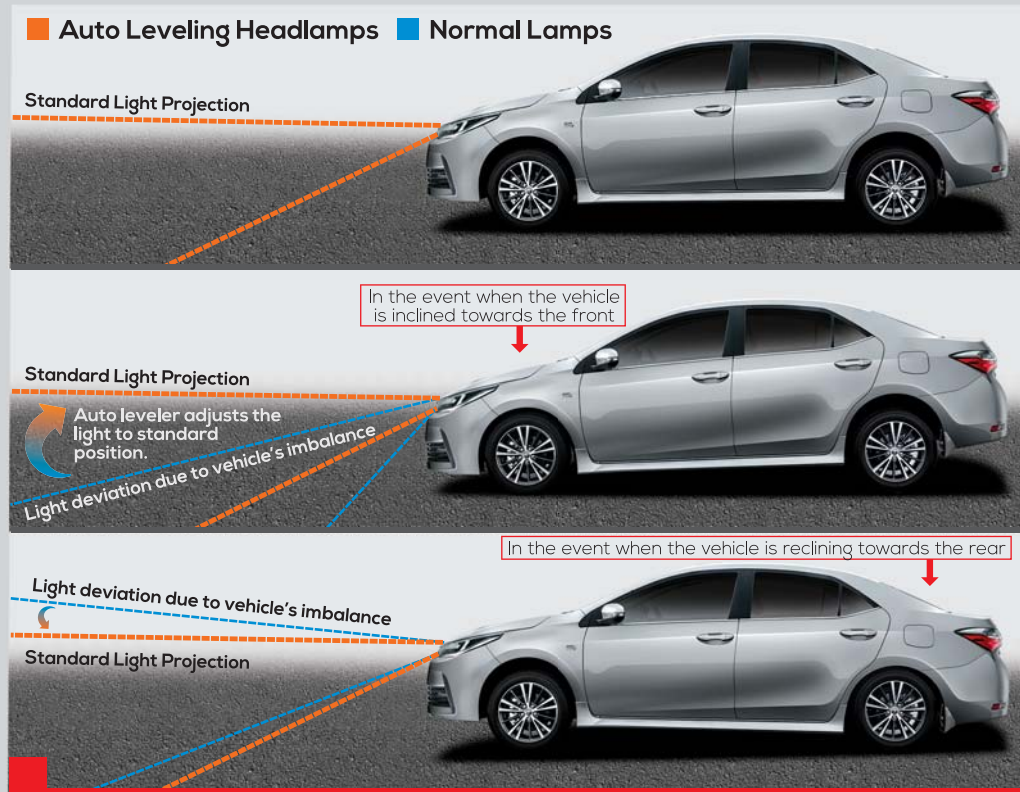 Auto Leveling Headlamps
Normal Lamps
Standard Light Projection
In the event when the vehicle
is inclined towards the front
Standard Light Projection
Auto leveler adjusts the
light to standard
position.
Light deviation due to vehicle's imbalance
In the event when the vehicle is reclining towards the rear
Light deviation due to vehicle's imbalance
Standard Light Projection